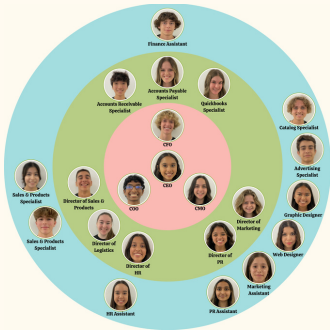 Finance Assistant
Accounts Payable
Specialist
Accounts Receivable
Specialist
Quickbooks
Specialist
CFO
Catalog Specialist
Advertising
Specialist
CEO
Sales & Products
Specialist
Director of Sales &
Products
COO
CMO
Graphic Designer
Director of
Marketing
Sales & Products
Specialist
Director of
Logistics
Director of
HR
Director of
PR
Web Designer
Marketing
Assistant
HR Assistant
PR Assistant